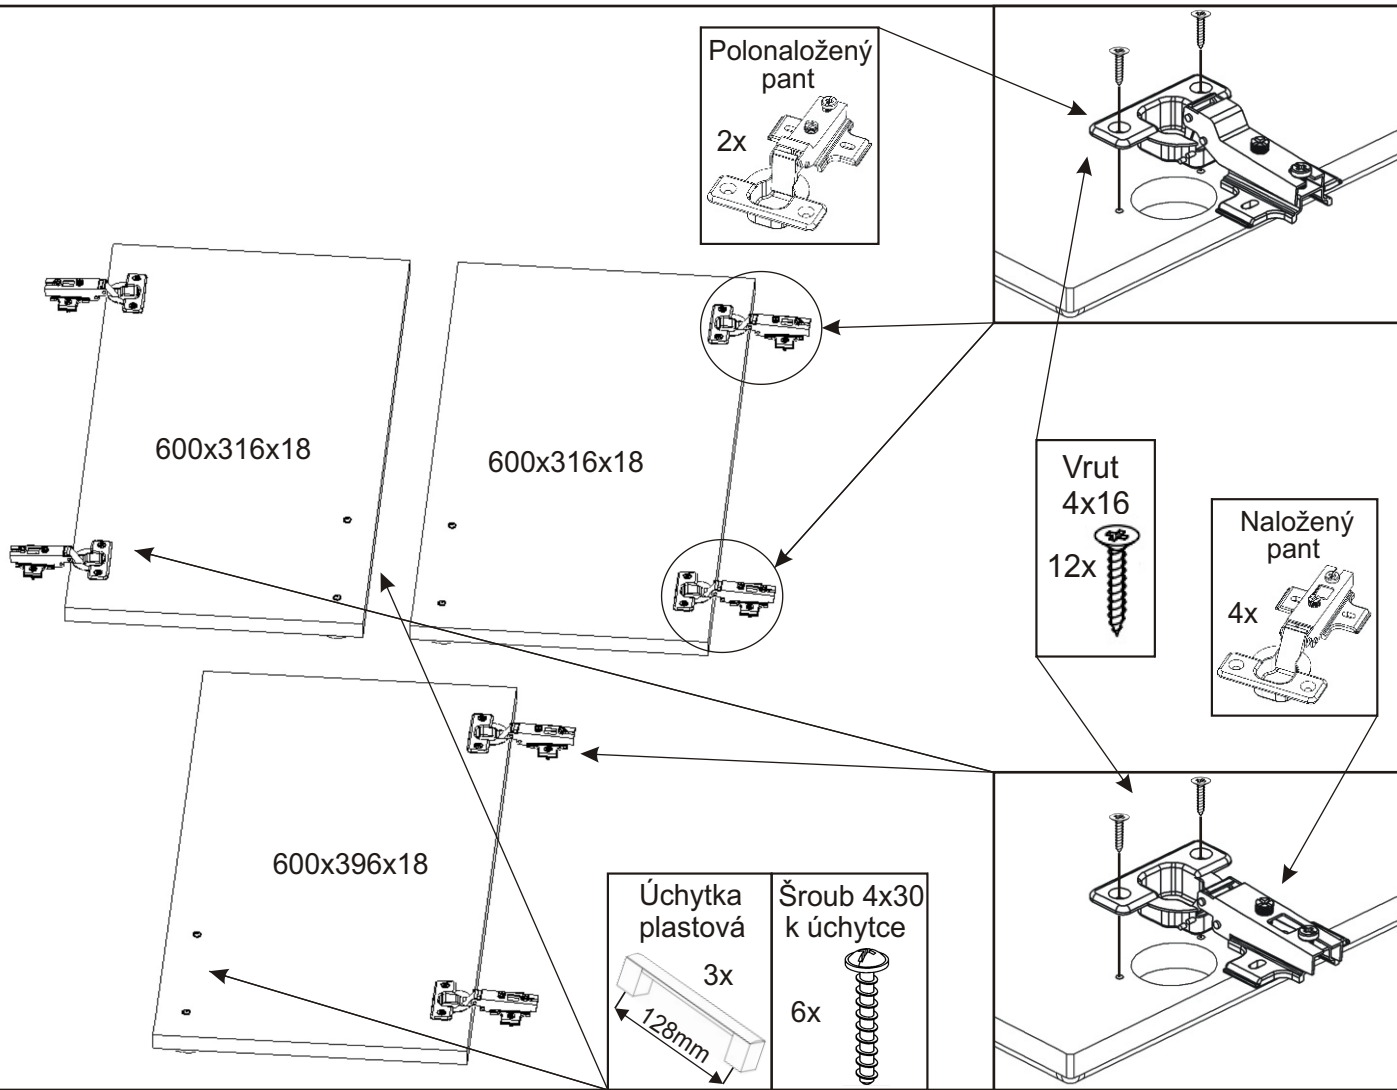 Polonaložený
pant
2x
600x316x18
600x316x18
Vrut
4x16
12x
Naložený
pant
4x
600x396x18
Úchytka
plastová
3x
128mm
Šroub 4x30
k úchytce
6x